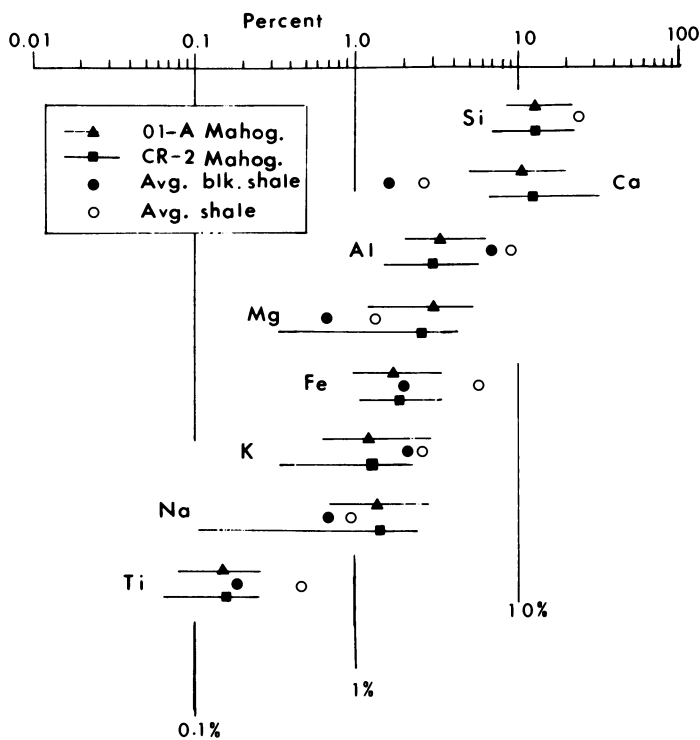 Percent
0.01 0.1 1.0 10 100
01-A Mahog.
CR-2 Mahog.
Avg. blk. shale
Avg. shale
Si
Ca
Al
Mg
Fe
K
Na
Ti
10%
1%
0.1%